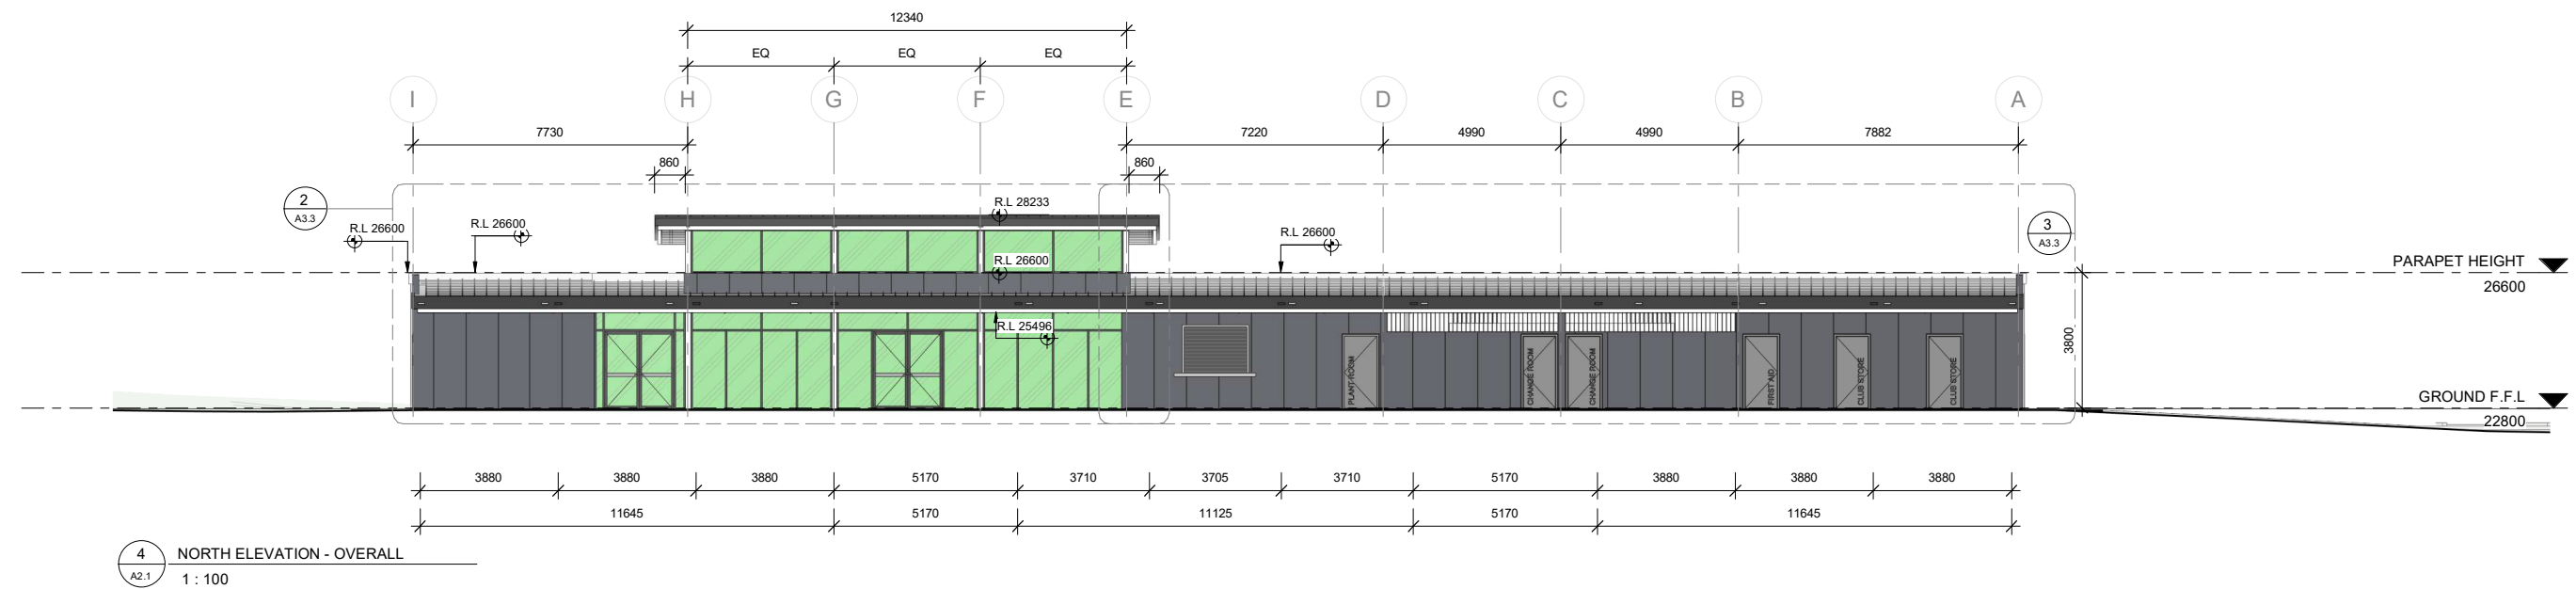 12340
EQ EQ EQ
I H G F E D C B A
7730 7220 4990 4990 7882
860 860
2
A3.3
R.L 26600
R.L 26600
R.L 28233
R.L 26600
3
A3.3
R.L 26600
PARAPET HEIGHT
26600
R.L 25496
3800
PLANT ROOM
CHANGE ROOM
CHANGE ROOM
FIRST AID
CLUB STORE
CLUB STORE
GROUND F.F.L
22800
3880 3880 3880 5170 3710 3705 3710 5170 3880 3880 3880
11645 5170 11125 5170 11645
4
A2.1
NORTH ELEVATION - OVERALL
1 : 100